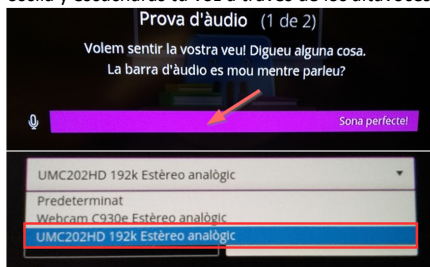 Prova d'àudio (1 de 2)
Volem sentir la vostra veu! Digueu alguna cosa.
La barra d'àudio es mou mentre parleu?
Sona perfecte!
UMC202HD 192k Estèreo analògic
Predeterminat
Webcam C930e Estèreo analògic
UMC202HD 192k Estèreo analògic